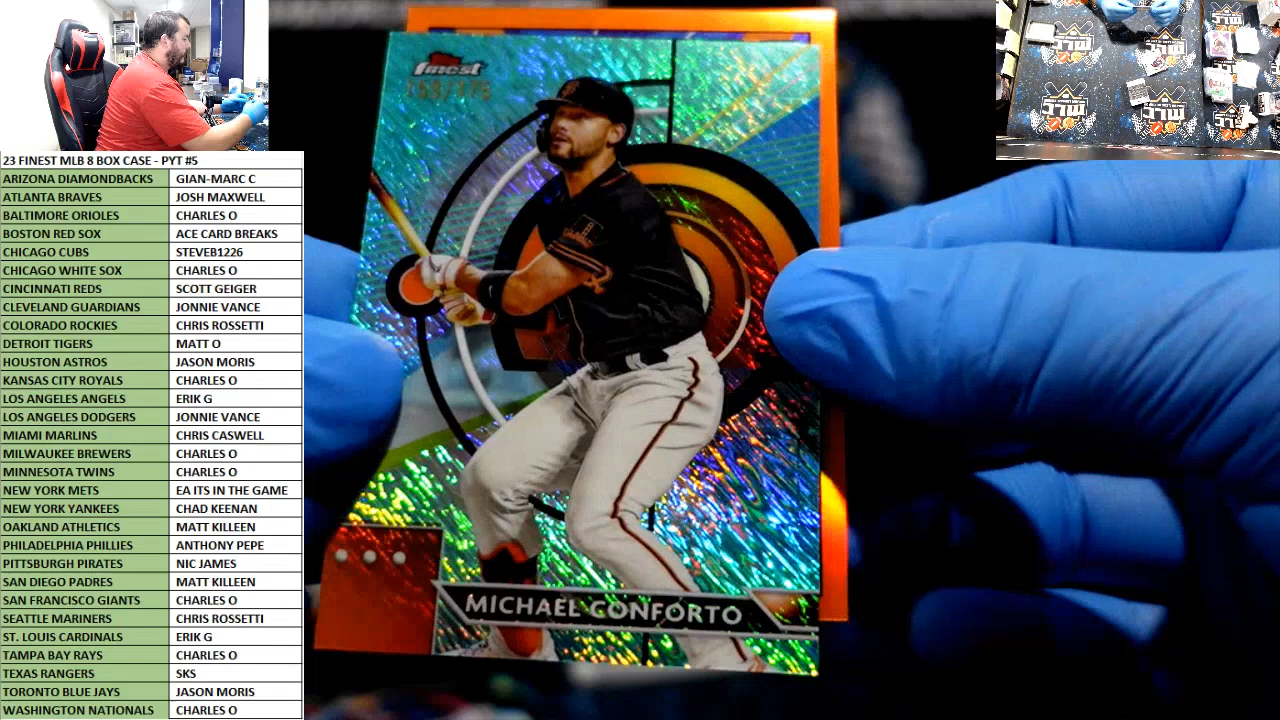 23 FINEST MLB 8 BOX CASE - PYT #5
ARIZONA DIAMONDBACKS GIAN-MARC C
ATLANTA BRAVES JOSH MAXWELL
BALTIMORE ORIOLES CHARLES O
BOSTON RED SOX ACE CARD BREAKS
CHICAGO CUBS STEVEB1226
CHICAGO WHITE SOX CHARLES O
CINCINNATI REDS SCOTT GEIGER
CLEVELAND GUARDIANS JONNIE VANCE
COLORADO ROCKIES CHRIS ROSSETTI
DETROIT TIGERS MATT O
HOUSTON ASTROS JASON MORIS
KANSAS CITY ROYALS CHARLES O
LOS ANGELES ANGELS ERIK G
LOS ANGELES DODGERS JONNIE VANCE
MIAMI MARLINS CHRIS CASWELL
MILWAUKEE BREWERS CHARLES O
MINNESOTA TWINS CHARLES O
NEW YORK METS EA ITS IN THE GAME
NEW YORK YANKEES CHAD KEENAN
OAKLAND ATHLETICS MATT KILLEEN
PHILADELPHIA PHILLIES ANTHONY PEPE
PITTSBURGH PIRATES NIC JAMES
SAN DIEGO PADRES MATT KILLEEN
SAN FRANCISCO GIANTS CHARLES O
SEATTLE MARINERS CHRIS ROSSETTI
ST. LOUIS CARDINALS ERIK G
TAMPA BAY RAYS CHARLES O
TEXAS RANGERS SKS
TORONTO BLUE JAYS JASON MORIS
WASHINGTON NATIONALS CHARLES O
finest
MICHAEL CONFORTO